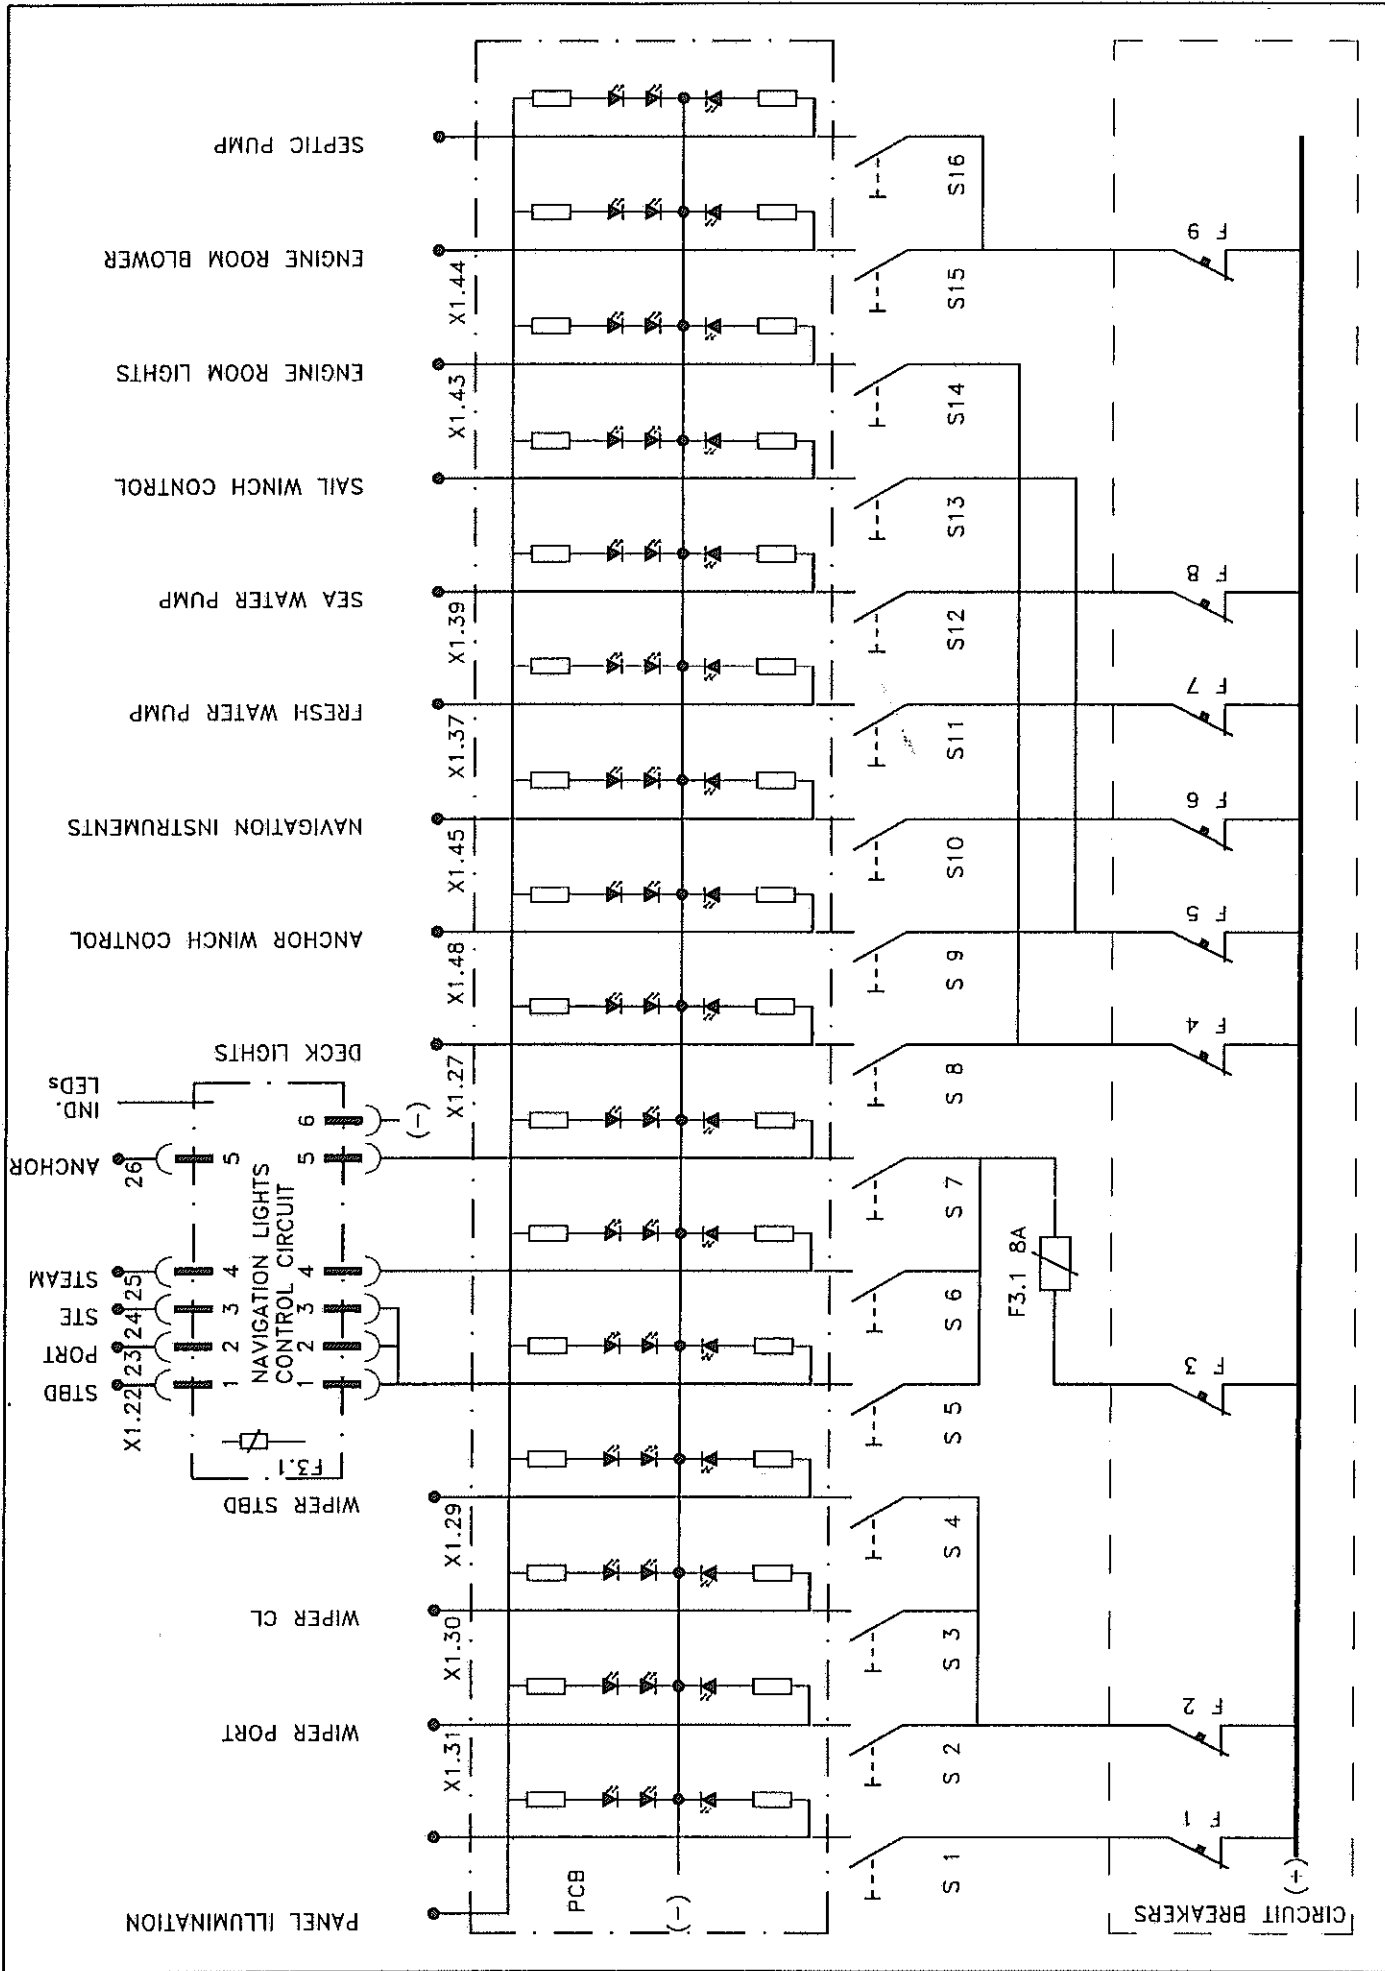 SEPTIC PUMP
ENGINE ROOM BLOWER
X1.44
ENGINE ROOM LIGHTS
X1.43
SAIL WINCH CONTROL
SEA WATER PUMP
X1.39
FRESH WATER PUMP
X1.37
NAVIGATION INSTRUMENTS
X1.45
ANCHOR WINCH CONTROL
X1.48
DECK LIGHTS
X1.27
IND.
LEDs
ANCHOR
26
STEAM
25
STE
24
PORT
23
STBD
X1.22
NAVIGATION LIGHTS
CONTROL CIRCUIT
1 2 3 4 5
1 2 3 4 5 6
(-)
F3.1
WIPER STBD
X1.29
WIPER CL
X1.30
WIPER PORT
X1.31
PANEL ILLUMINATION
PCB
(-)
S16
S15
S14
S13
S12
S11
S10
S 9
S 8
S 7
S 6
S 5
S 4
S 3
S 2
S 1
F3.1 8A
F 9
F 8
F 7
F 6
F 5
F 4
F 3
F 2
F 1
(+)
CIRCUIT BREAKERS